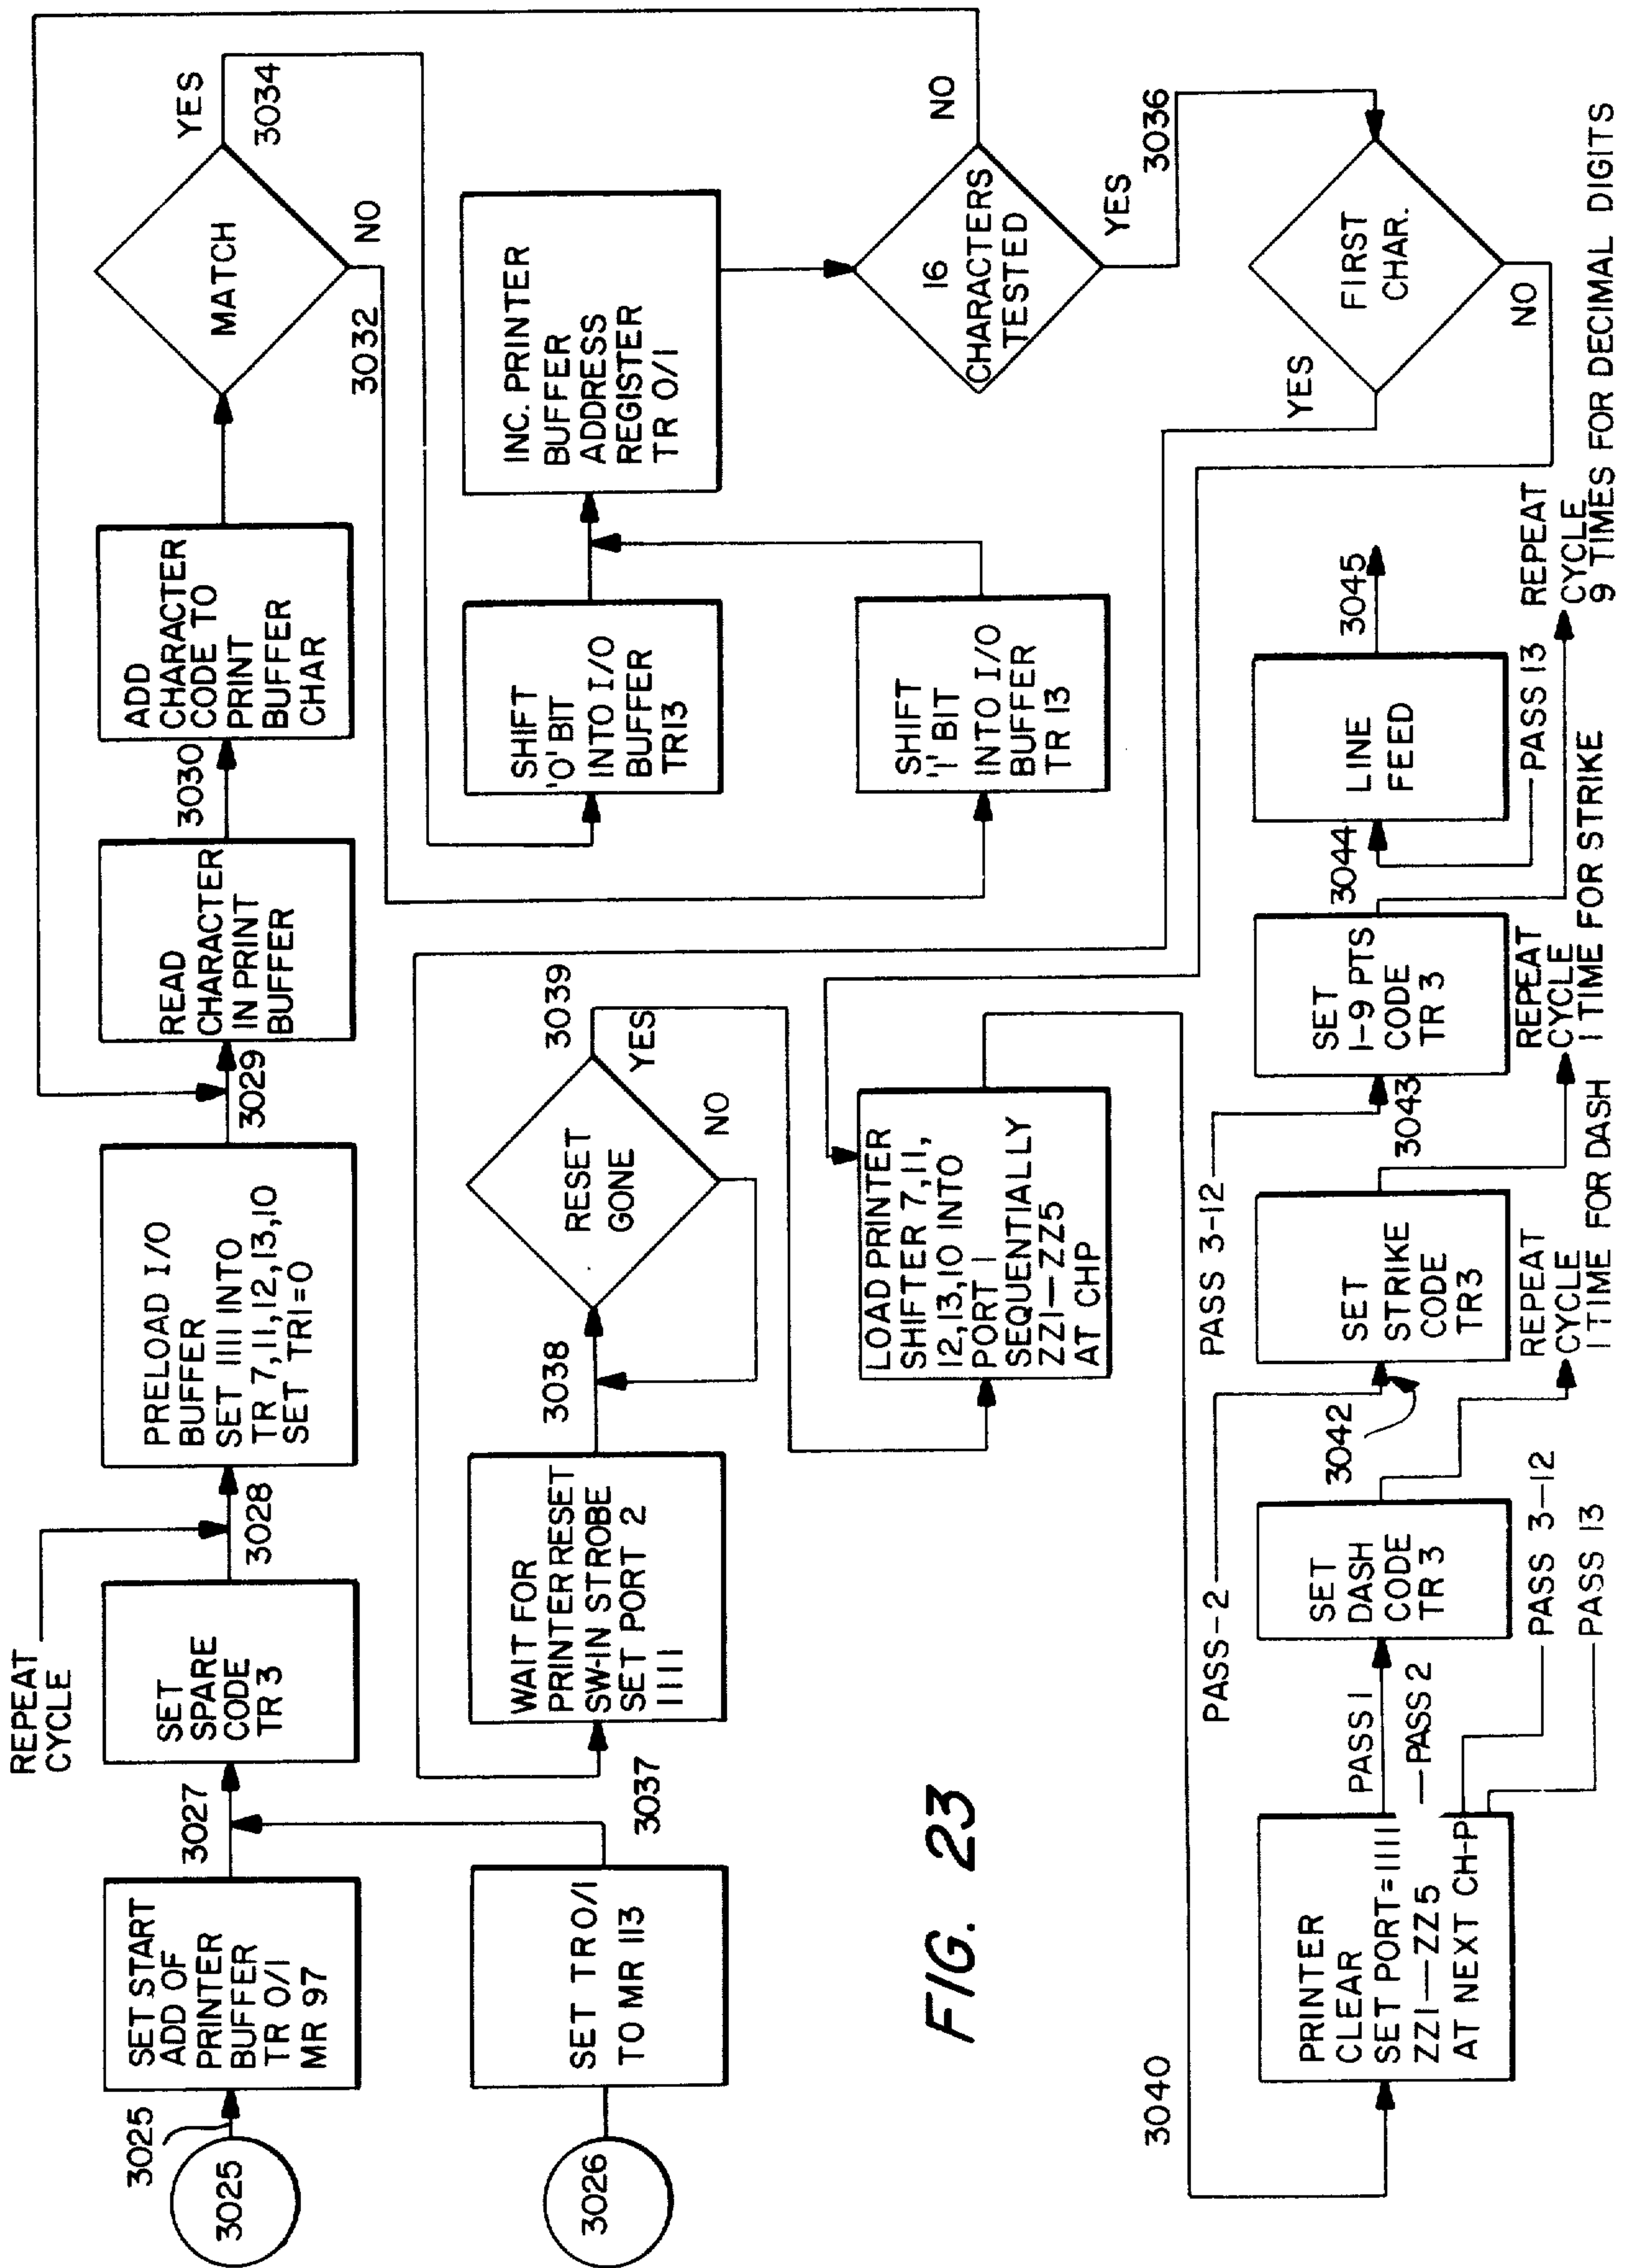 REPEAT
CYCLE
3025
3025
SET START
ADD OF
PRINTER
BUFFER
TR 0/1
MR 97
3027
SET
SPARE
CODE
TR 3
3028
PRELOAD I/O
BUFFER
SET 1111 INTO
TR 7,11,12,13,10
SET TR1=0
3029
READ
CHARACTER
IN PRINT
BUFFER
3030
ADD
CHARACTER
CODE TO
PRINT
BUFFER
CHAR
MATCH
YES
3034
NO
3032
3026
SET TR 0/1
TO MR 113
3037
WAIT FOR
PRINTER RESET
SW-IN STROBE
SET PORT 2
1111
3038
RESET
GONE
3039
YES
NO
SHIFT
'0' BIT
INTO I/O
BUFFER
TR13
INC. PRINTER
BUFFER
ADDRESS
REGISTER
TR 0/1
SHIFT
'1' BIT
INTO I/O
BUFFER
TR 13
16
CHARACTERS
TESTED
NO
YES
3036
LOAD PRINTER
SHIFTER 7,11,
12,13,10 INTO
PORT 1
SEQUENTIALLY
ZZ1-ZZ5
AT CHP
FIRST
CHAR.
YES
NO
FIG. 23
3040
PRINTER
CLEAR
SET PORT=1111
ZZ1-ZZ5
AT NEXT CH-P
PASS 1
PASS 2
PASS 3-12
PASS 13
SET
DASH
CODE
TR 3
PASS-2
3042
SET
STRIKE
CODE
TR3
REPEAT
CYCLE
1 TIME FOR DASH
PASS 3-12
3043
SET
1-9 PTS
CODE
TR 3
REPEAT
CYCLE
1 TIME FOR STRIKE
3044
LINE
FEED
3045
PASS 13
REPEAT
CYCLE
9 TIMES FOR DECIMAL DIGITS